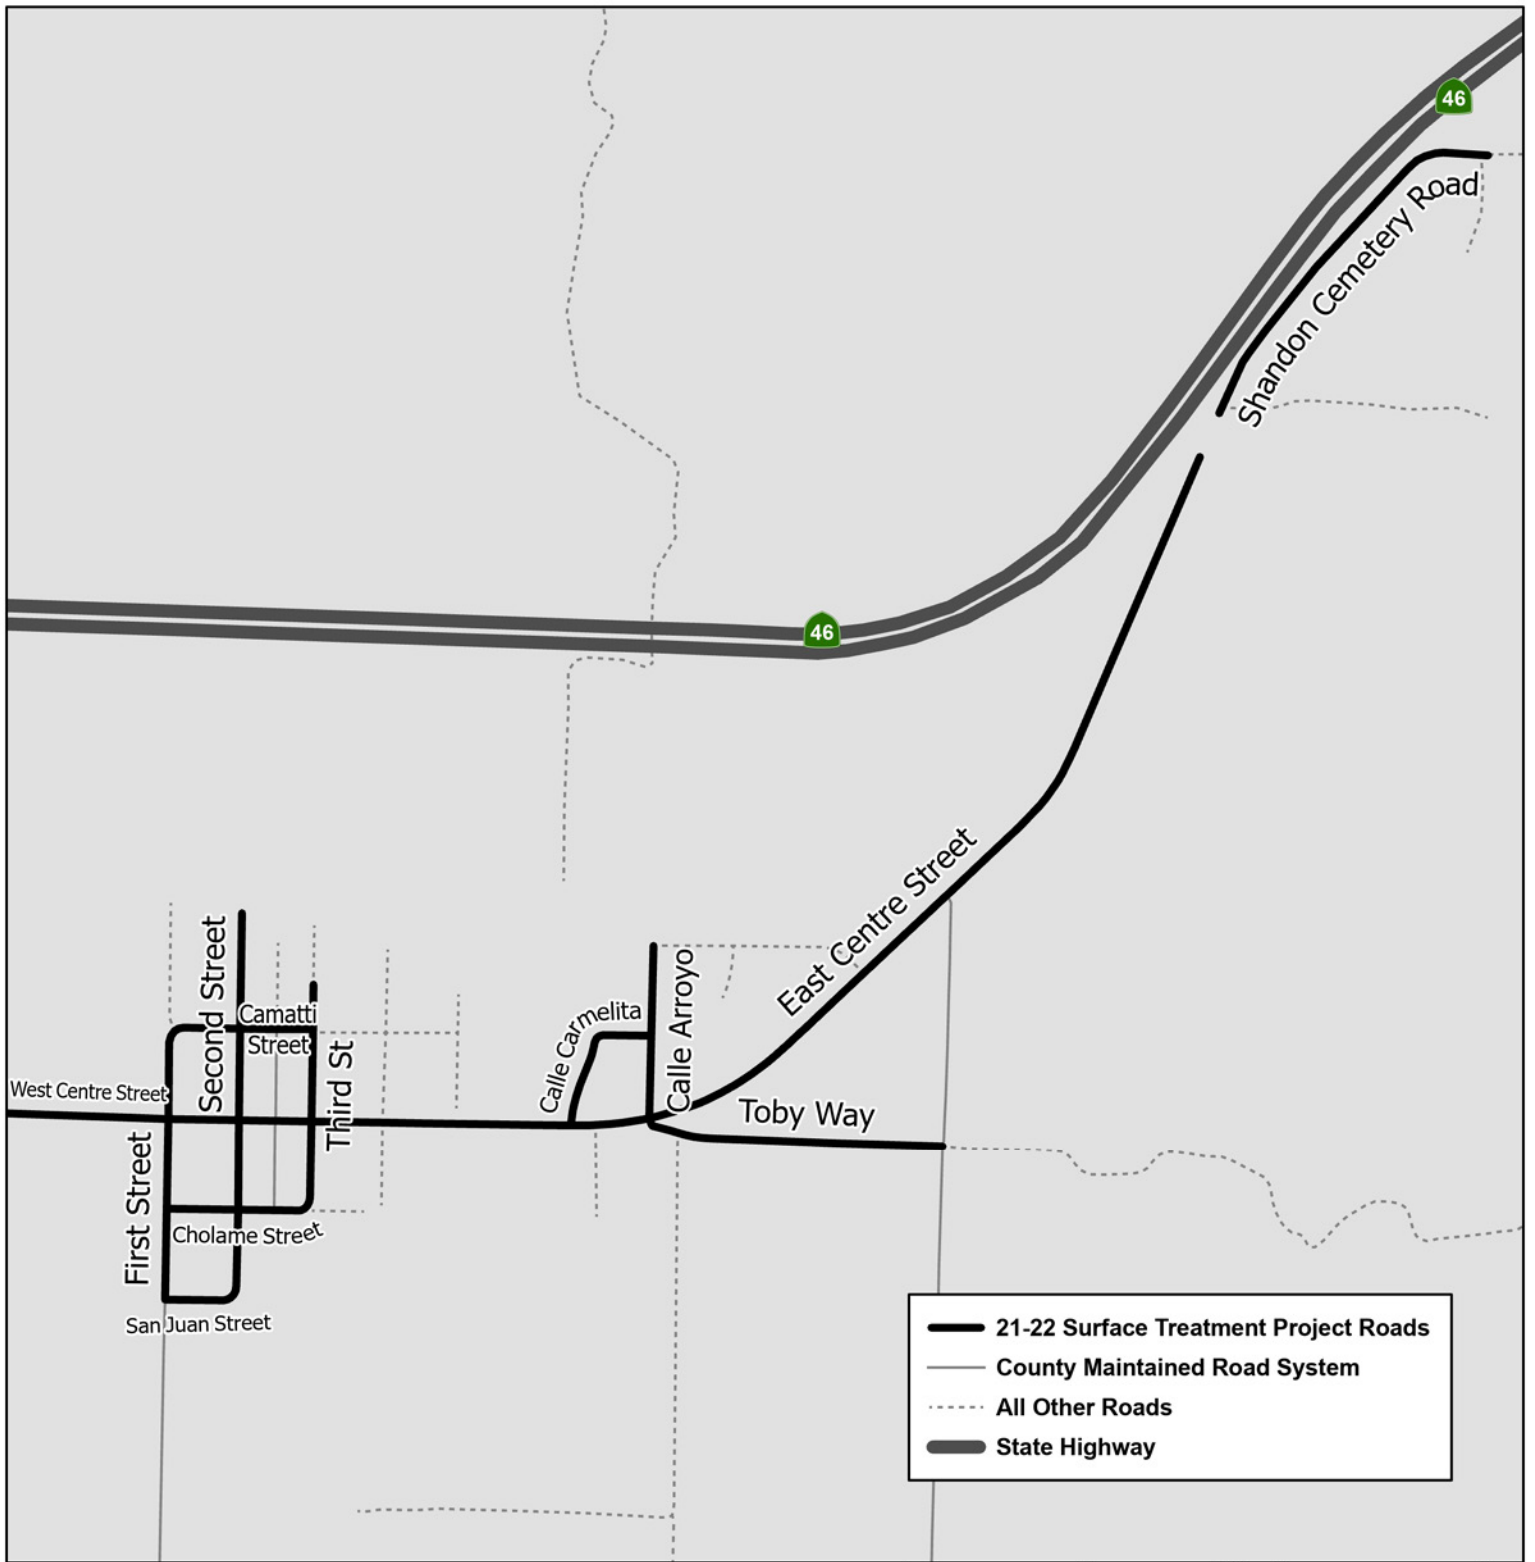 46
Shandon Cemetery Road
46
East Centre Street
Second Street
Camatti
Street
Third St
Calle Carmelita
Calle Arroyo
West Centre Street
Toby Way
First Street
Cholame Street
San Juan Street
21-22 Surface Treatment Project Roads
County Maintained Road System
All Other Roads
State Highway